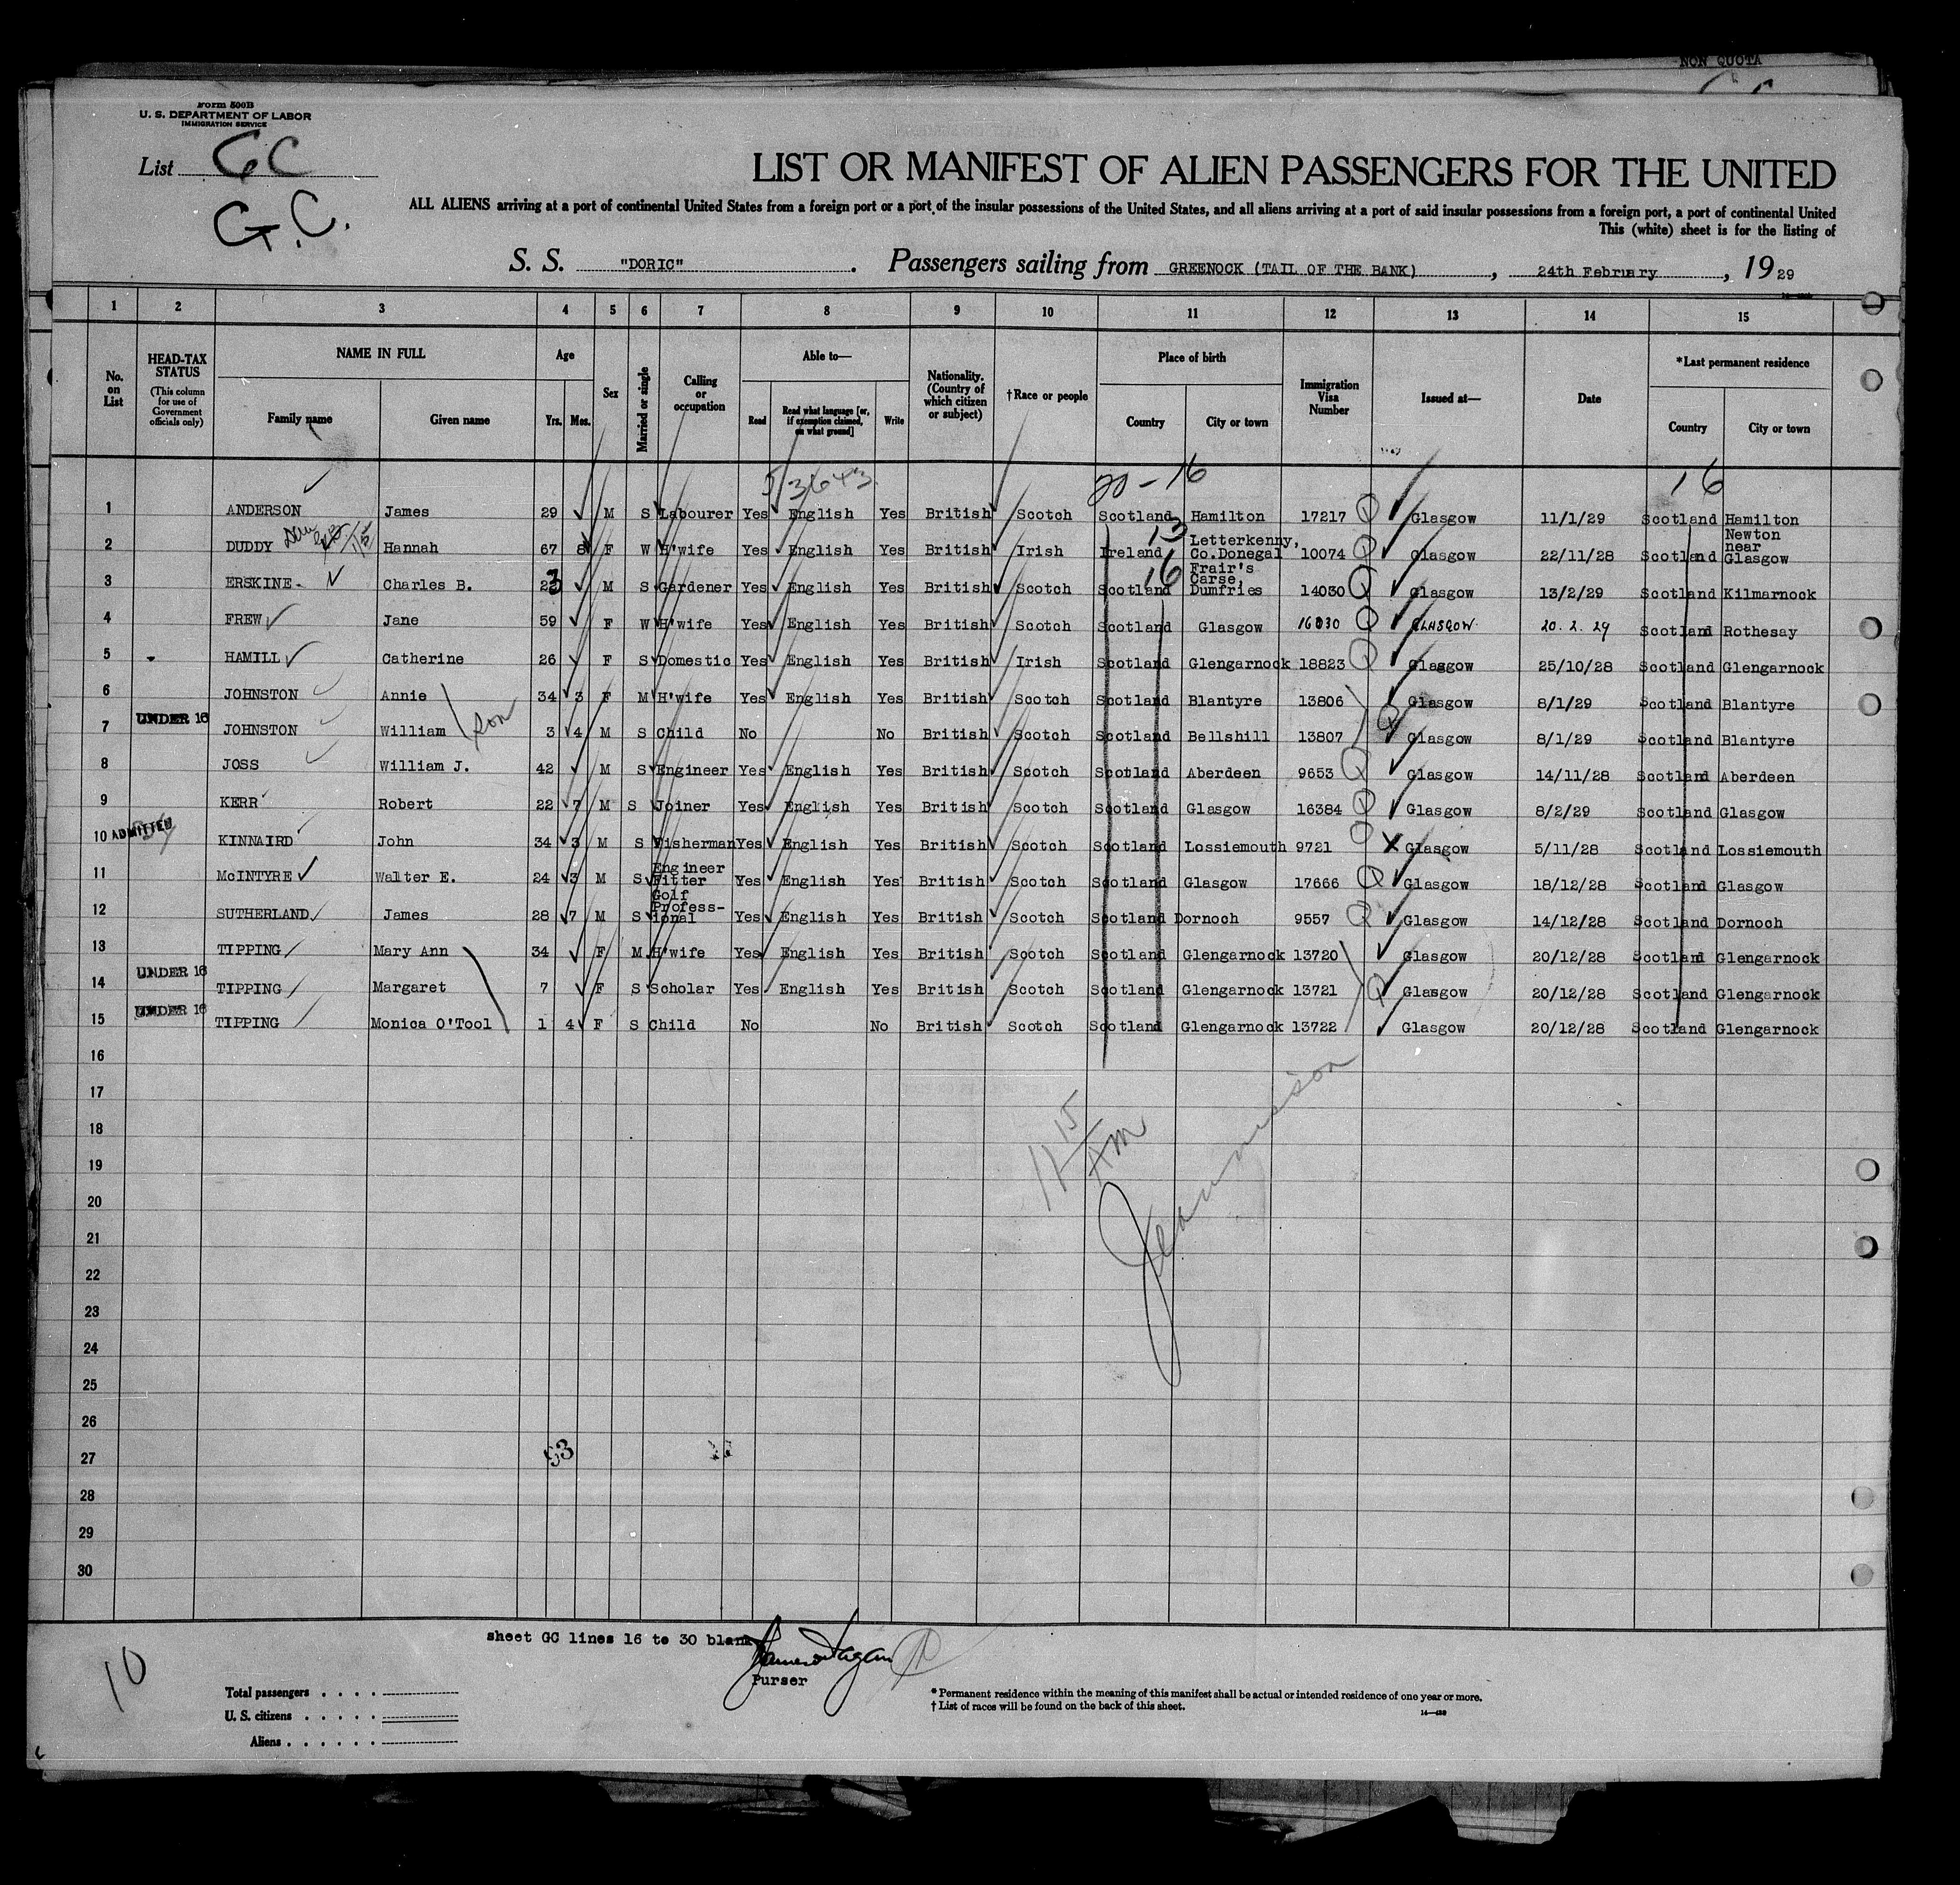 NON QUOTA
Form 500B
U. S. DEPARTMENT OF LABOR
IMMIGRATION SERVICE
List GC
G.C.
LIST OR MANIFEST OF ALIEN PASSENGERS FOR THE UNITED
ALL ALIENS arriving at a port of continental United States from a foreign port or a port of the insular possessions of the United States, and all aliens arriving at a port of said insular possessions from a foreign port, a port of continental United
This (white) sheet is for the listing of
S. S. "DORIC". Passengers sailing from GREENOCK (TAIL OF THE BANK), 24th February, 1929
1 2 3 4 5 6 7 8 9 10 11 12 13 14 15
No. on List
HEAD-TAX STATUS
(This column for use of Government officials only)
NAME IN FULL
Family name Given name
Age
Yrs. Mos.
Sex
Married or single
Calling or occupation
Able to—
Read Read what language [or, if exemption claimed, on what ground] Write
Nationality. (Country of which citizen or subject)
†Race or people
Place of birth
Country City or town
Immigration Visa Number
Issued at—
Date
*Last permanent residence
Country City or town
5/3643 20-16 16
1 ANDERSON James 29 M S Labourer Yes English Yes British Scotch Scotland Hamilton 17217 Glasgow 11/1/29 Scotland Hamilton
2 DUDDY Hannah 67 8 F W H'wife Yes English Yes British Irish Ireland 13 Letterkenny, Co.Donegal 10074 Glasgow 22/11/28 Scotland Newton near Glasgow
3 ERSKINE Charles B. 23 M S Gardener Yes English Yes British Scotch Scotland 16 Frair's Carse, Dumfries 14030 Glasgow 13/2/29 Scotland Kilmarnock
4 FREW Jane 59 F W H'wife Yes English Yes British Scotch Scotland Glasgow 16030 GLASGOW 20.2.29 Scotland Rothesay
5 HAMILL Catherine 26 F S Domestic Yes English Yes British Irish Scotland Glengarnock 18823 Glasgow 25/10/28 Scotland Glengarnock
6 JOHNSTON Annie 34 3 F M H'wife Yes English Yes British Scotch Scotland Blantyre 13806 Glasgow 8/1/29 Scotland Blantyre
7 UNDER 16 JOHNSTON William son 3 4 M S Child No No British Scotch Scotland Bellshill 13807 Glasgow 8/1/29 Scotland Blantyre
8 JOSS William J. 42 M S Engineer Yes English Yes British Scotch Scotland Aberdeen 9653 Glasgow 14/11/28 Scotland Aberdeen
9 KERR Robert 22 7 M S Joiner Yes English Yes British Scotch Scotland Glasgow 16384 Glasgow 8/2/29 Scotland Glasgow
10 ADMITTED KINNAIRD John 34 3 M S Fisherman Yes English Yes British Scotch Scotland Lossiemouth 9721 Glasgow 5/11/28 Scotland Lossiemouth
11 McINTYRE Walter E. 24 3 M S Engineer Fitter Yes English Yes British Scotch Scotland Glasgow 17666 Glasgow 18/12/28 Scotland Glasgow
12 SUTHERLAND James 28 7 M S Golf Profess-ional Yes English Yes British Scotch Scotland Dornoch 9557 Glasgow 14/12/28 Scotland Dornoch
13 TIPPING Mary Ann 34 F M H'wife Yes English Yes British Scotch Scotland Glengarnock 13720 Glasgow 20/12/28 Scotland Glengarnock
14 UNDER 16 TIPPING Margaret 7 F S Scholar Yes English Yes British Scotch Scotland Glengarnock 13721 Glasgow 20/12/28 Scotland Glengarnock
15 UNDER 16 TIPPING Monica O'Tool 1 4 F S Child No No British Scotch Scotland Glengarnock 13722 Glasgow 20/12/28 Scotland Glengarnock
16
17
18
11 15 AM
19
20
21
22
23
24
25
26
27 53
28
29
30
sheet GC lines 16 to 30 blank
Purser
10
Total passengers
U. S. citizens
Aliens
* Permanent residence within the meaning of this manifest shall be actual or intended residence of one year or more.
† List of races will be found on the back of this sheet.